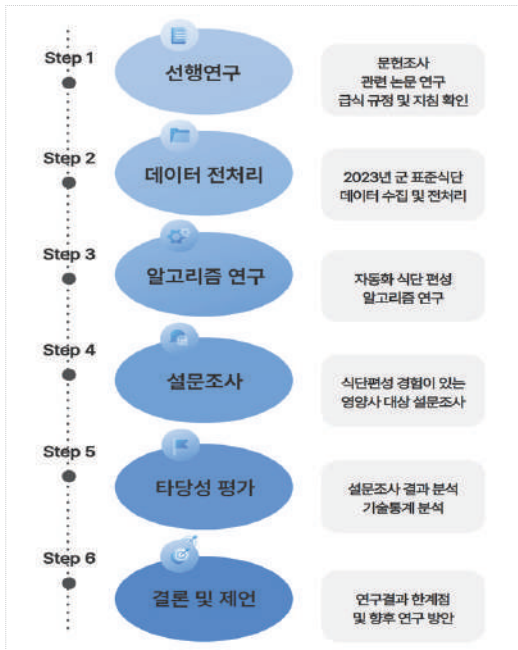 Step 1
선행연구
문헌조사
관련 논문 연구
급식 규정 및 지침 확인
Step 2
데이터 전처리
2023년 군 표준식단
데이터 수집 및 전처리
Step 3
알고리즘 연구
자동화 식단 편성
알고리즘 연구
Step 4
설문조사
식단편성 경험이 있는
영양사 대상 설문조사
Step 5
타당성 평가
설문조사 결과 분석
기술통계 분석
Step 6
결론 및 제언
연구결과 한계점
및 향후 연구 방안